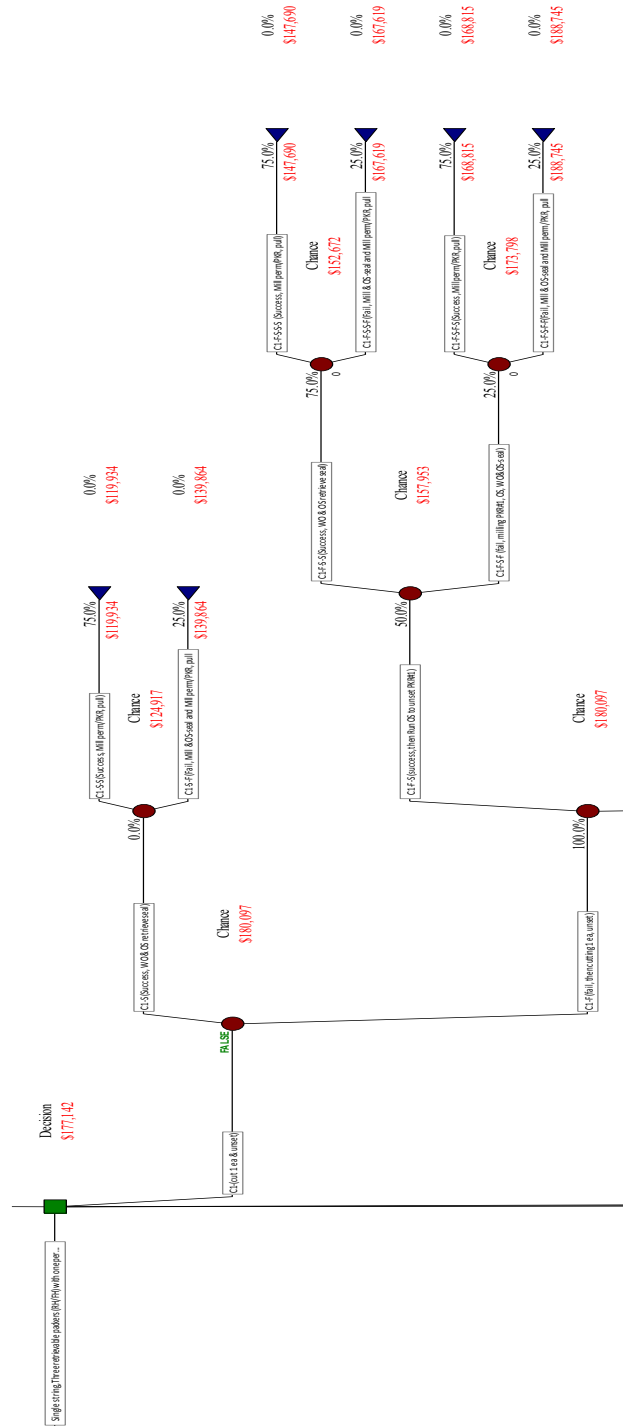 Single string, Three retrievable packers (RH/FH) with one per ...
Decision
$177,142
C1-(cut 1 ea & unset)
FALSE
Chance
$180,097
C1-S (Success, WO & OS retrieve seal)
0.0%
Chance
$124,917
C1-S-S (Success, Mill perm/PKR, pull)
75.0%
$119,934
0.0%
$119,934
C1-S-F (Fail, Mill & OS-seal and Mill perm/PKR, pull
25.0%
$139,864
0.0%
$139,864
C1-F (fail, then cutting 1 ea, unset)
100.0%
Chance
$180,097
C1-F-S (success, then Run OS to unset PKR#1)
50.0%
Chance
$157,953
C1-F-S-S (Success, WO & OS retrieve seal)
75.0%
0
Chance
$152,672
C1-F-S-S-S (Success, Mill perm/PKR, pull)
75.0%
$147,690
0.0%
$147,690
C1-F-S-S-F (Fail, Mill & OS-seal and Mill perm/PKR, pull
25.0%
$167,619
0.0%
$167,619
C1-F-S-F (fail, milling PKR#1, OS, WO&OS-seal)
25.0%
0
Chance
$173,798
C1-F-S-F-S (Success, Mill perm/PKR, pull)
75.0%
$168,815
0.0%
$168,815
C1-F-S-F-F (Fail, Mill & OS-seal and Mill perm/PKR, pull
25.0%
$188,745
0.0%
$188,745